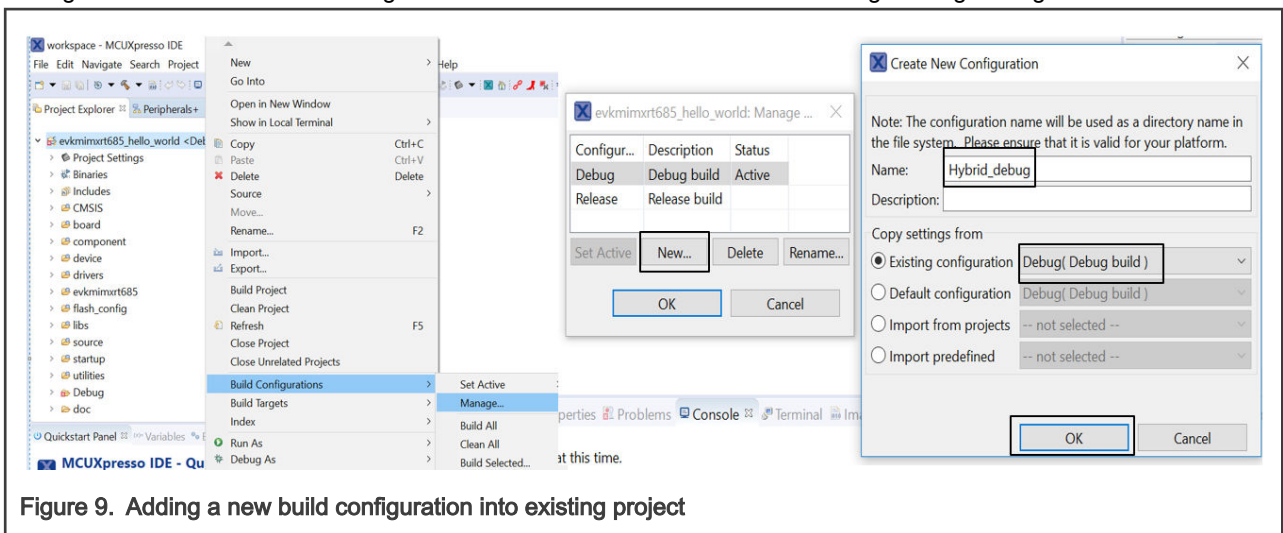 workspace - MCUXpresso IDE
File Edit Navigate Search Project
Project Explorer Peripherals+
evkmimxrt685_hello_world <Deb
Project Settings
Binaries
Includes
CMSIS
board
component
device
drivers
evkmimxrt685
flash_config
libs
source
startup
utilities
Debug
doc
Quickstart Panel Variables
MCUXpresso IDE - Qu
New
Go Into
Open in New Window
Show in Local Terminal
Copy Ctrl+C
Paste Ctrl+V
Delete Delete
Source
Move...
Rename... F2
Import...
Export...
Build Project
Clean Project
Refresh F5
Close Project
Close Unrelated Projects
Build Configurations
Build Targets
Index
Run As
Debug As
Help
Set Active
Manage...
Build All
Clean All
Build Selected...
perties Problems Console Terminal Im
at this time.
evkmimxrt685_hello_world: Manage ...
Configur... Description Status
Debug Debug build Active
Release Release build
Set Active New... Delete Rename...
OK Cancel
Create New Configuration
Note: The configuration name will be used as a directory name in
the file system. Please ensure that it is valid for your platform.
Name: Hybrid_debug
Description:
Copy settings from
Existing configuration Debug( Debug build )
Default configuration Debug( Debug build )
Import from projects -- not selected --
Import predefined -- not selected --
OK Cancel
Figure 9. Adding a new build configuration into existing project